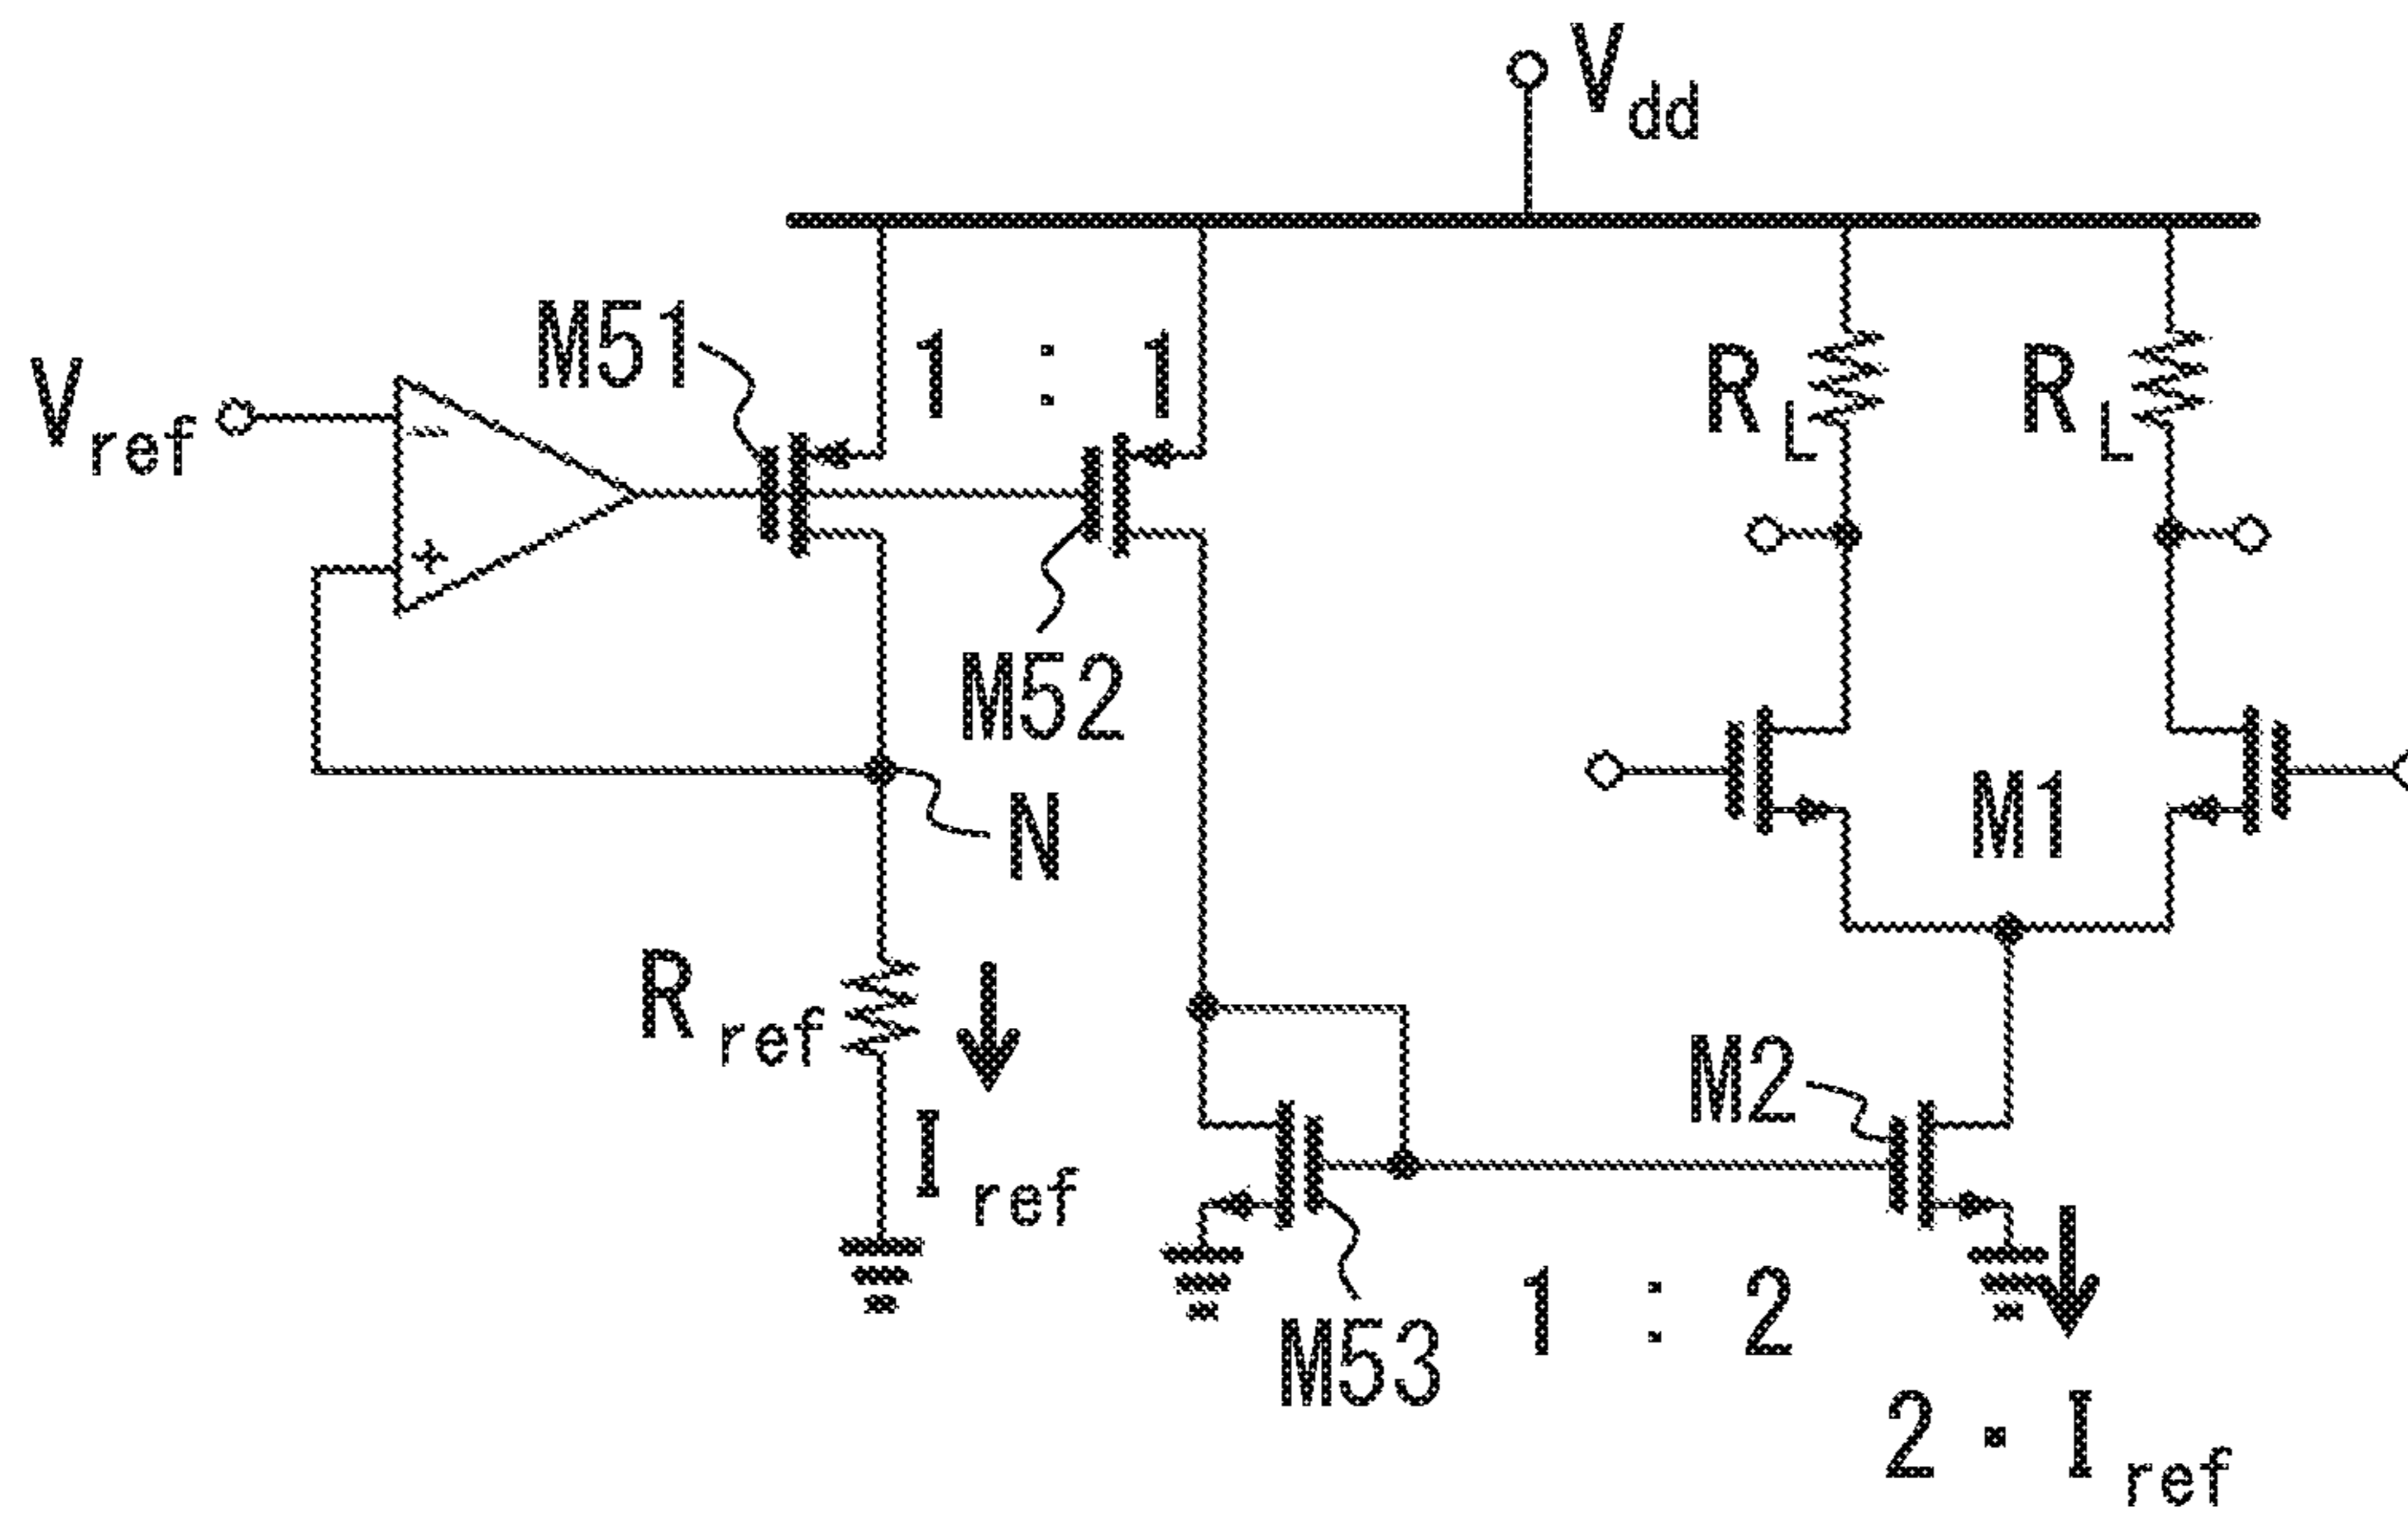 Vdd
M51
1 : 1
Vref
−
+
RL
RL
M52
N
M1
Rref
Iref
M2
M53
1 : 2
2・Iref